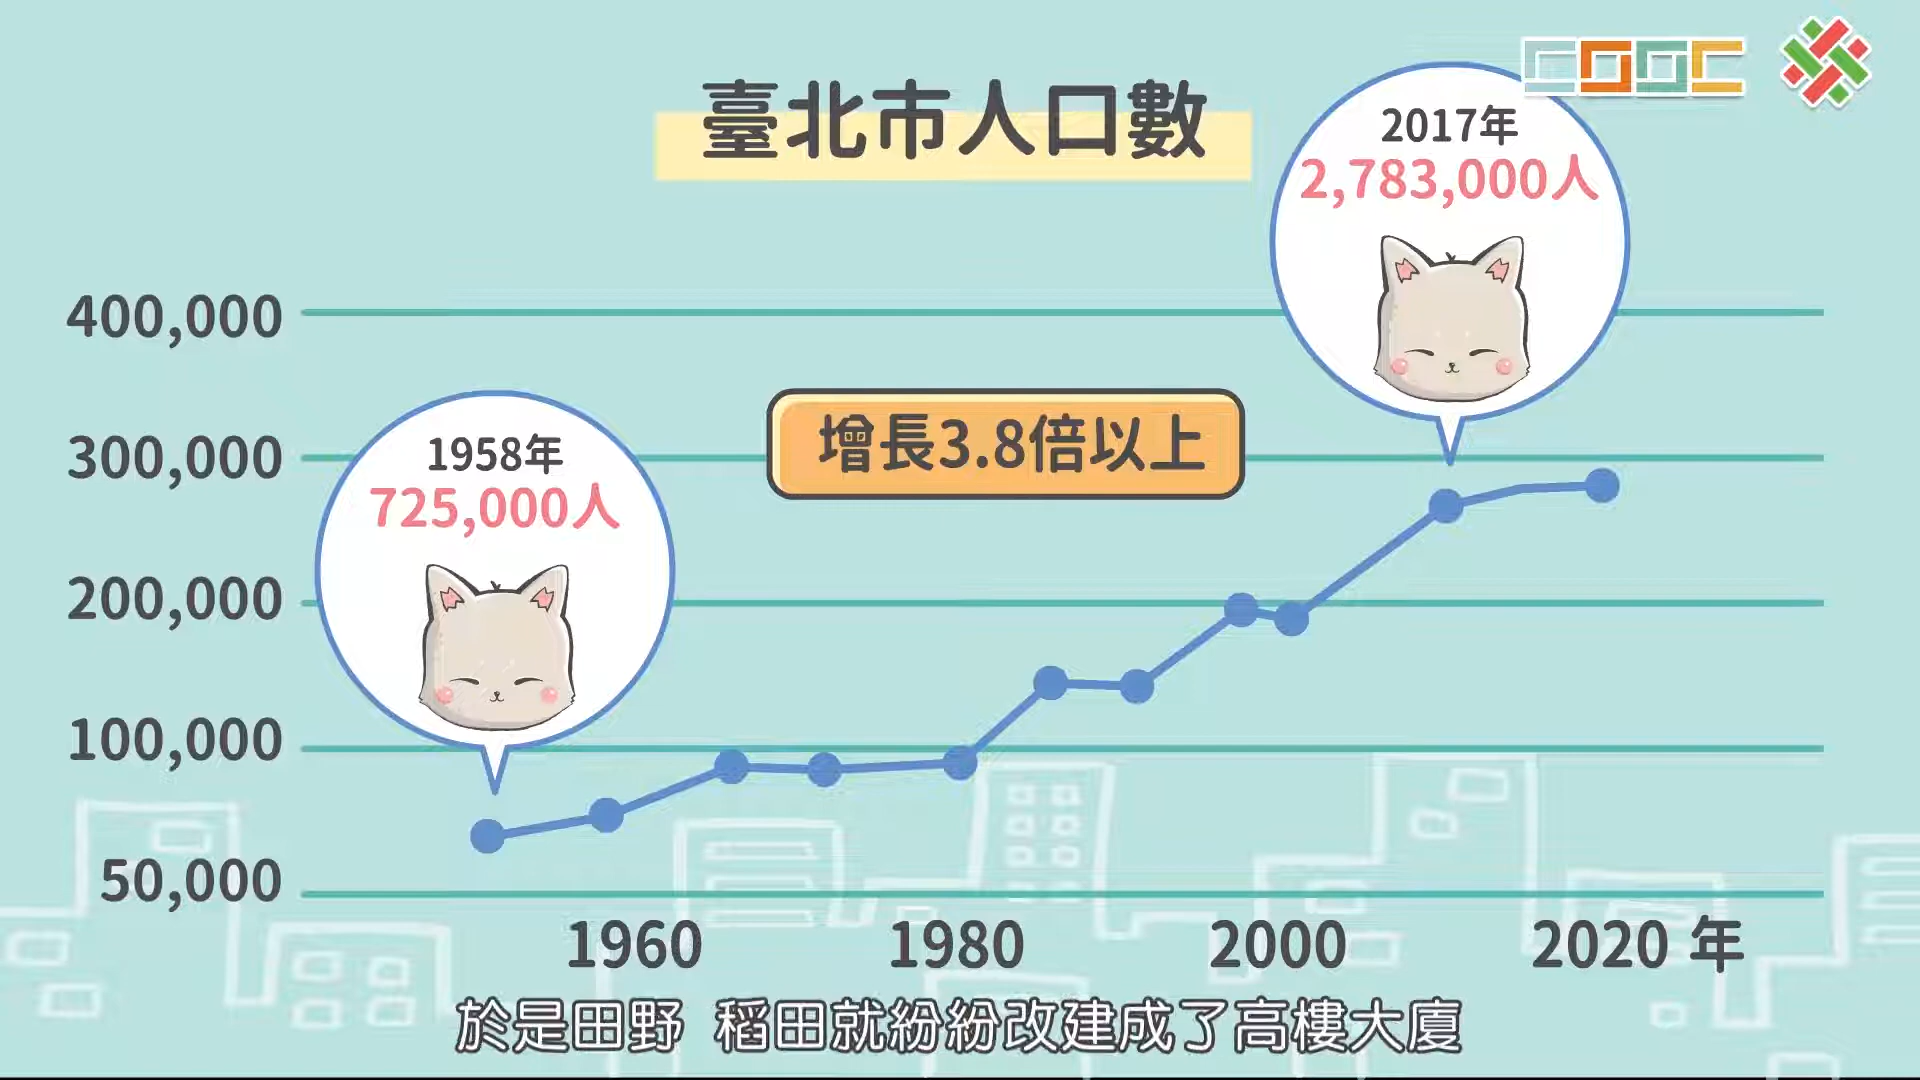 COOC
臺北市人口數
2017年
2,783,000人
400,000
300,000
200,000
100,000
50,000
增長3.8倍以上
1958年
725,000人
1960
1980
2000
2020 年
於是田野 稻田就紛紛改建成了高樓大廈